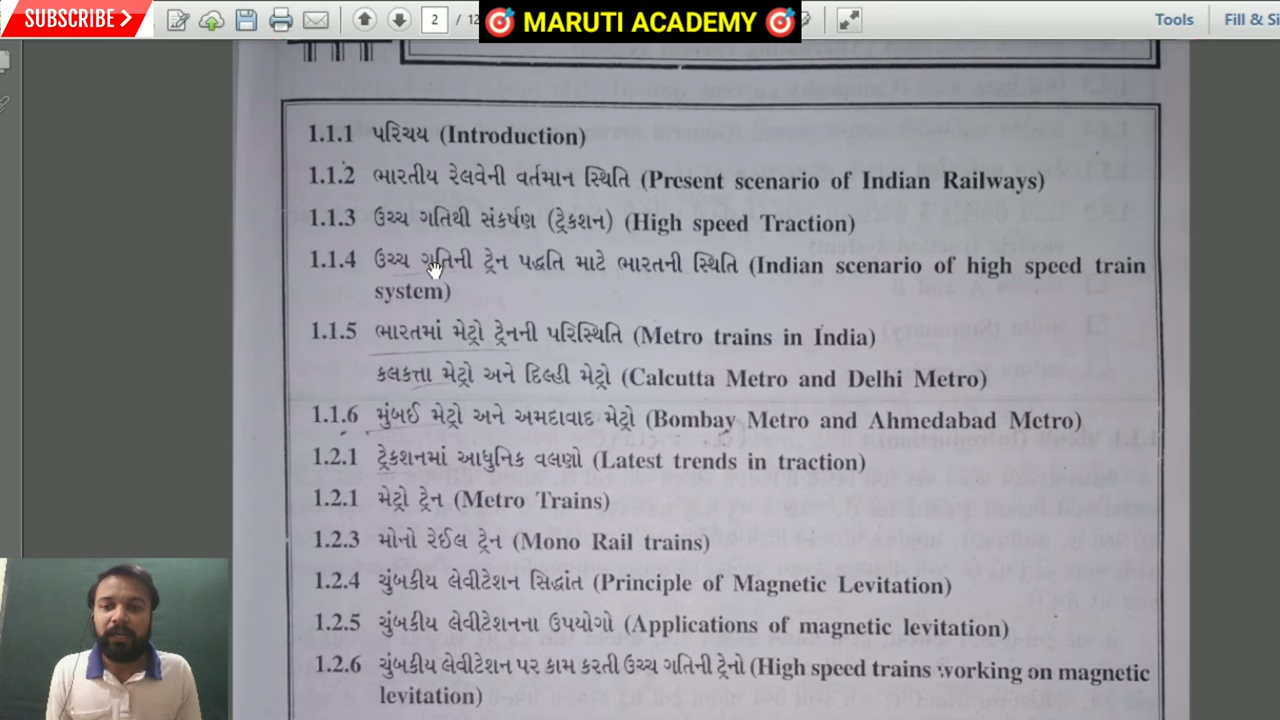 SUBSCRIBE
2 / 12
🎯 MARUTI ACADEMY 🎯
Tools
Fill & Si
1.1.1 પરિચય (Introduction)
1.1.2 ભારતીય રેલવેની વર્તમાન સ્થિતિ (Present scenario of Indian Railways)
1.1.3 ઉચ્ચ ગતિથી સંકર્ષણ (ટ્રેકશન) (High speed Traction)
1.1.4 ઉચ્ચ ગતિની ટ્રેન પદ્ધતિ માટે ભારતની સ્થિતિ (Indian scenario of high speed train
system)
1.1.5 ભારતમાં મેટ્રો ટ્રેનની પરિસ્થિતિ (Metro trains in India)
કલકત્તા મેટ્રો અને દિલ્હી મેટ્રો (Calcutta Metro and Delhi Metro)
1.1.6 મુંબઈ મેટ્રો અને અમદાવાદ મેટ્રો (Bombay Metro and Ahmedabad Metro)
1.2.1 ટ્રેકશનમાં આધુનિક વલણો (Latest trends in traction)
1.2.1 મેટ્રો ટ્રેન (Metro Trains)
1.2.3 મોનો રેઈલ ટ્રેન (Mono Rail trains)
1.2.4 ચુંબકીય લેવીટેશન સિદ્ધાંત (Principle of Magnetic Levitation)
1.2.5 ચુંબકીય લેવીટેશનના ઉપયોગો (Applications of magnetic levitation)
1.2.6 ચુંબકીય લેવીટેશન પર કામ કરતી ઉચ્ચ ગતિની ટ્રેનો (High speed trains working on magnetic
levitation)